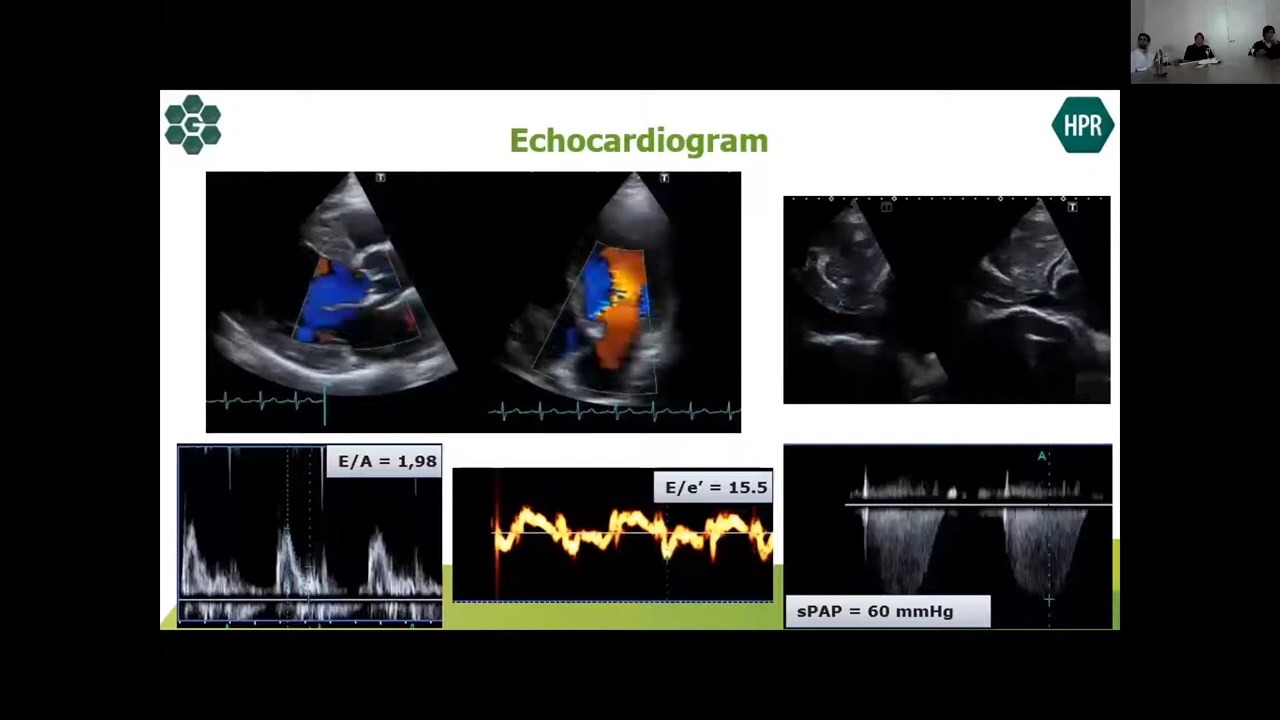 G
HPR
Echocardiogram
T
T
T
E/A = 1,98
E/e’ = 15.5
A
sPAP = 60 mmHg